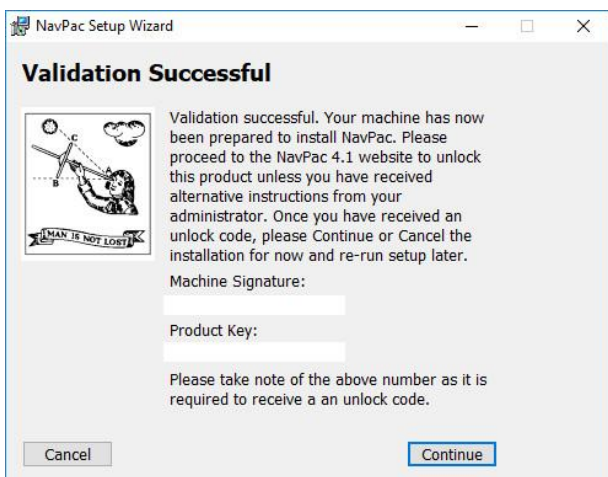 NavPac Setup Wizard
Validation Successful
C
A
B
MAN IS NOT LOST
Validation successful. Your machine has now
been prepared to install NavPac. Please
proceed to the NavPac 4.1 website to unlock
this product unless you have received
alternative instructions from your
administrator. Once you have received an
unlock code, please Continue or Cancel the
installation for now and re-run setup later.
Machine Signature:
Product Key:
Please take note of the above number as it is
required to receive a an unlock code.
Cancel
Continue